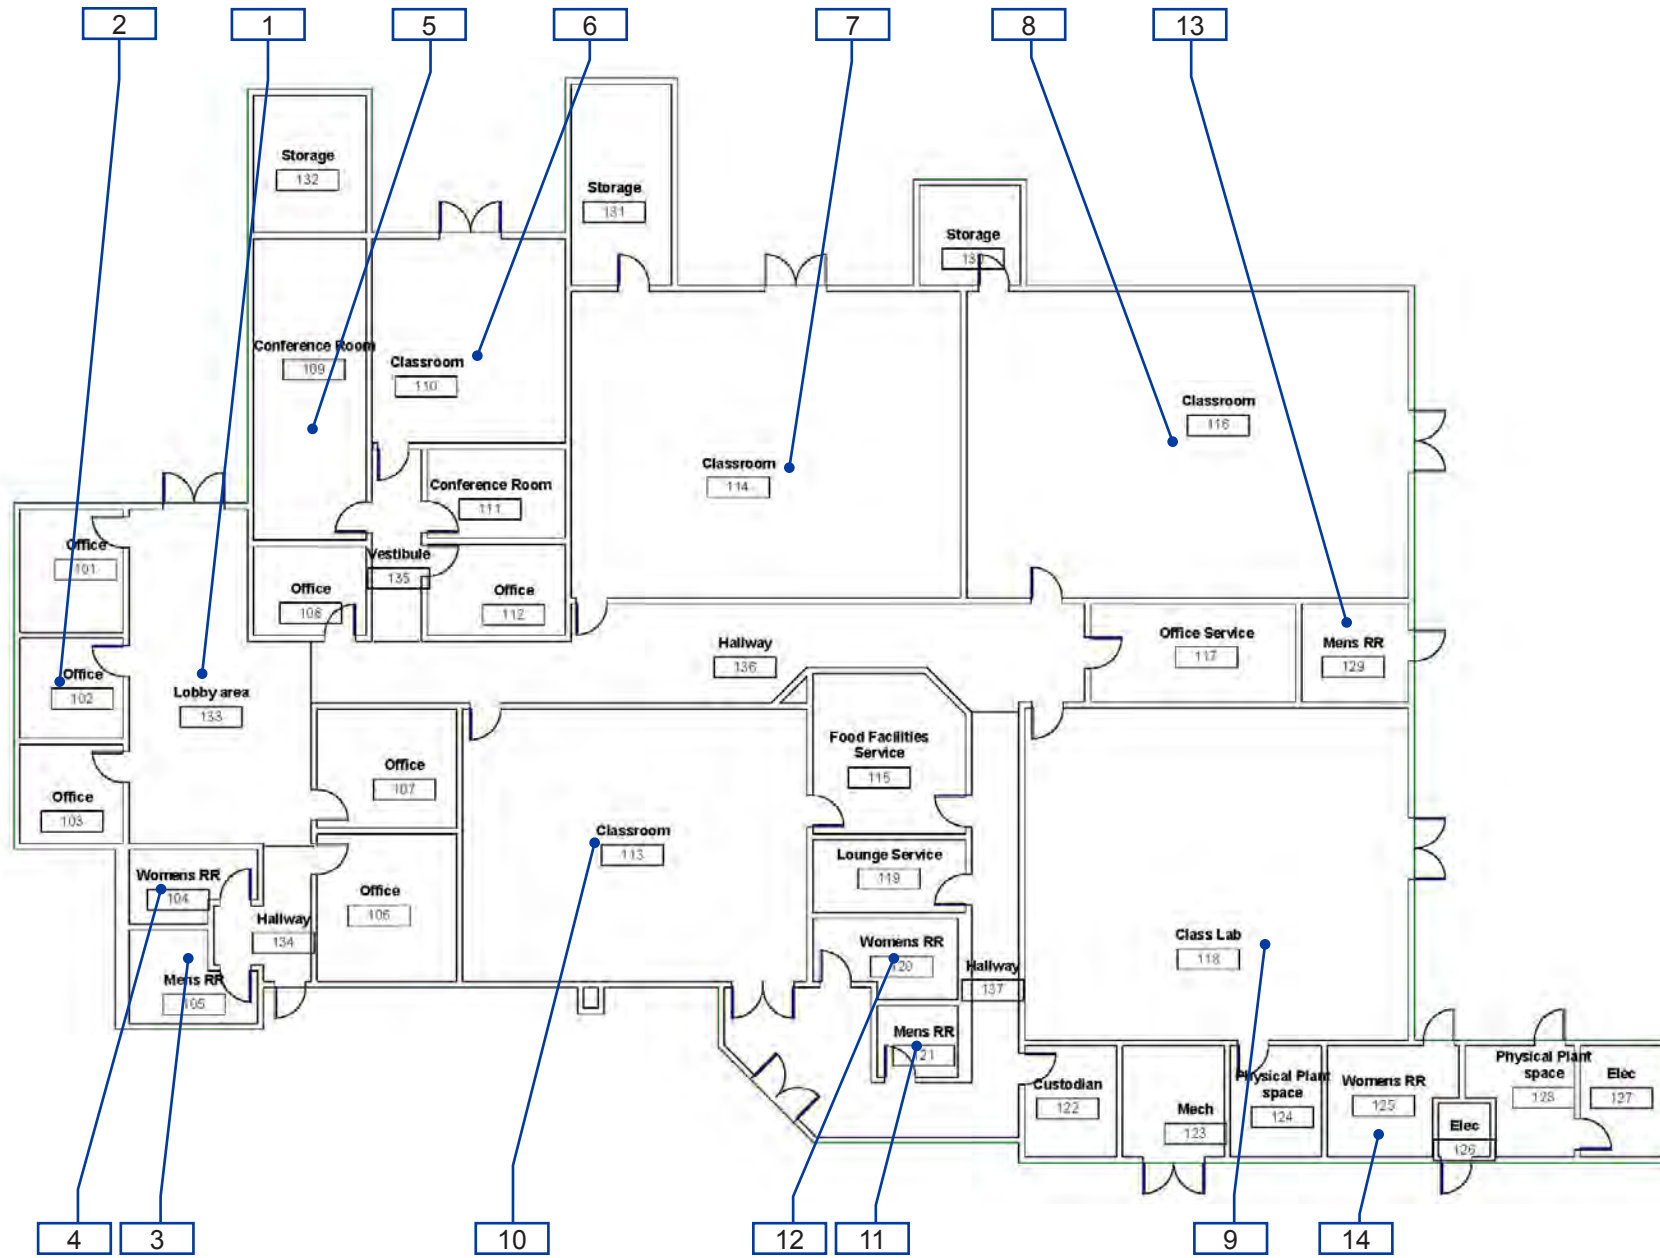 2
1
5
6
7
8
13
Storage
132
Storage
131
Storage
130
Conference Room
109
Classroom
110
Classroom
116
Classroom
114
Conference Room
111
Office
101
Vestibule
135
Office
108
Office
112
Hallway
136
Office Service
117
Mens RR
129
Office
102
Lobby area
133
Food Facilities
Service
115
Office
107
Office
103
Classroom
113
Lounge Service
119
Womens RR
104
Office
106
Hallway
134
Womens RR
120
Hallway
137
Class Lab
118
Mens RR
105
Mens RR
121
Custodian
122
Mech
123
Physical Plant
space
124
Womens RR
125
Elec
126
Physical Plant
space
128
Elec
127
4
3
10
12
11
9
14